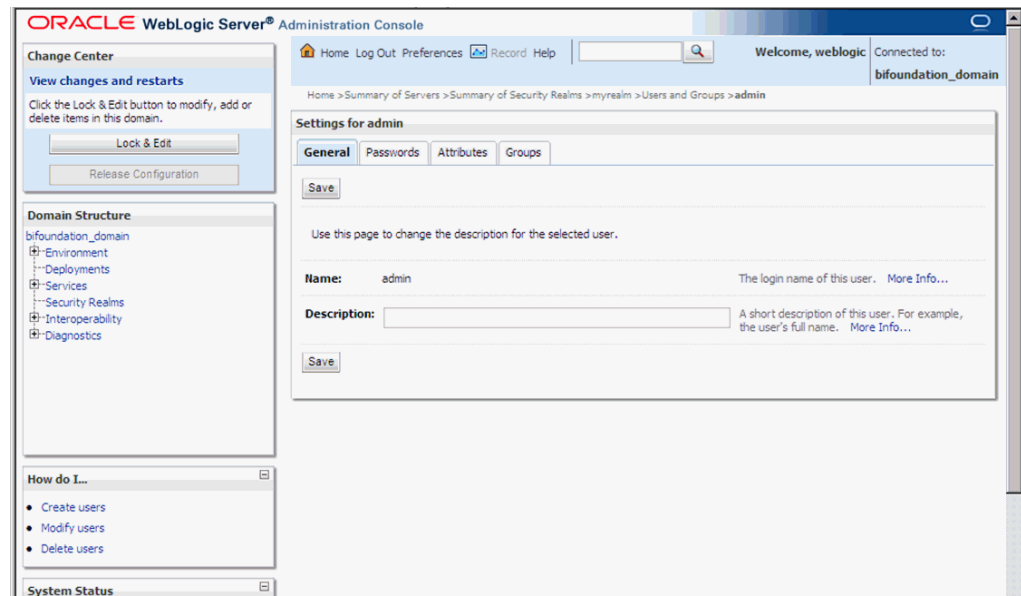 ORACLE WebLogic Server® Administration Console
Change Center
View changes and restarts
Click the Lock & Edit button to modify, add or
delete items in this domain.
Lock & Edit
Release Configuration
Domain Structure
bifoundation_domain
Environment
Deployments
Services
Security Realms
Interoperability
Diagnostics
How do I...
Create users
Modify users
Delete users
System Status
Home Log Out Preferences Record Help
Welcome, weblogic
Connected to:
bifoundation_domain
Home >Summary of Servers >Summary of Security Realms >myrealm >Users and Groups >admin
Settings for admin
General Passwords Attributes Groups
Save
Use this page to change the description for the selected user.
Name: admin The login name of this user. More Info...
Description: A short description of this user. For example,
the user's full name. More Info...
Save